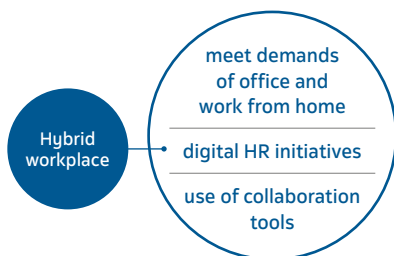 Hybrid
workplace
meet demands
of office and
work from home
digital HR initiatives
use of collaboration
tools